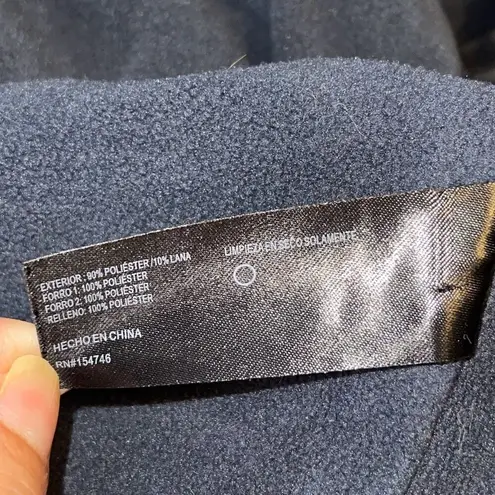 EXTERIOR: 90% POLIÉSTER/10% LANA
FORRO 1: 100% POLIÉSTER
FORRO 2: 100% POLIÉSTER
RELLENO: 100% POLIÉSTER
HECHO EN CHINA
RN#154746
LIMPIEZA EN SECO SOLAMENTE